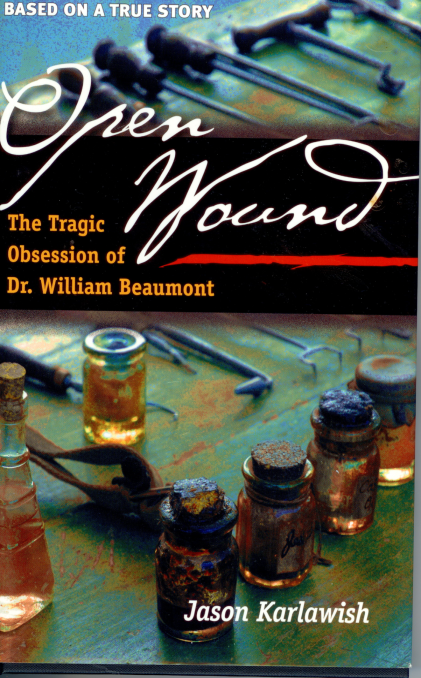 BASED ON A TRUE STORY
Open
Wound
The Tragic
Obsession of
Dr. William Beaumont
Jason Karlawish